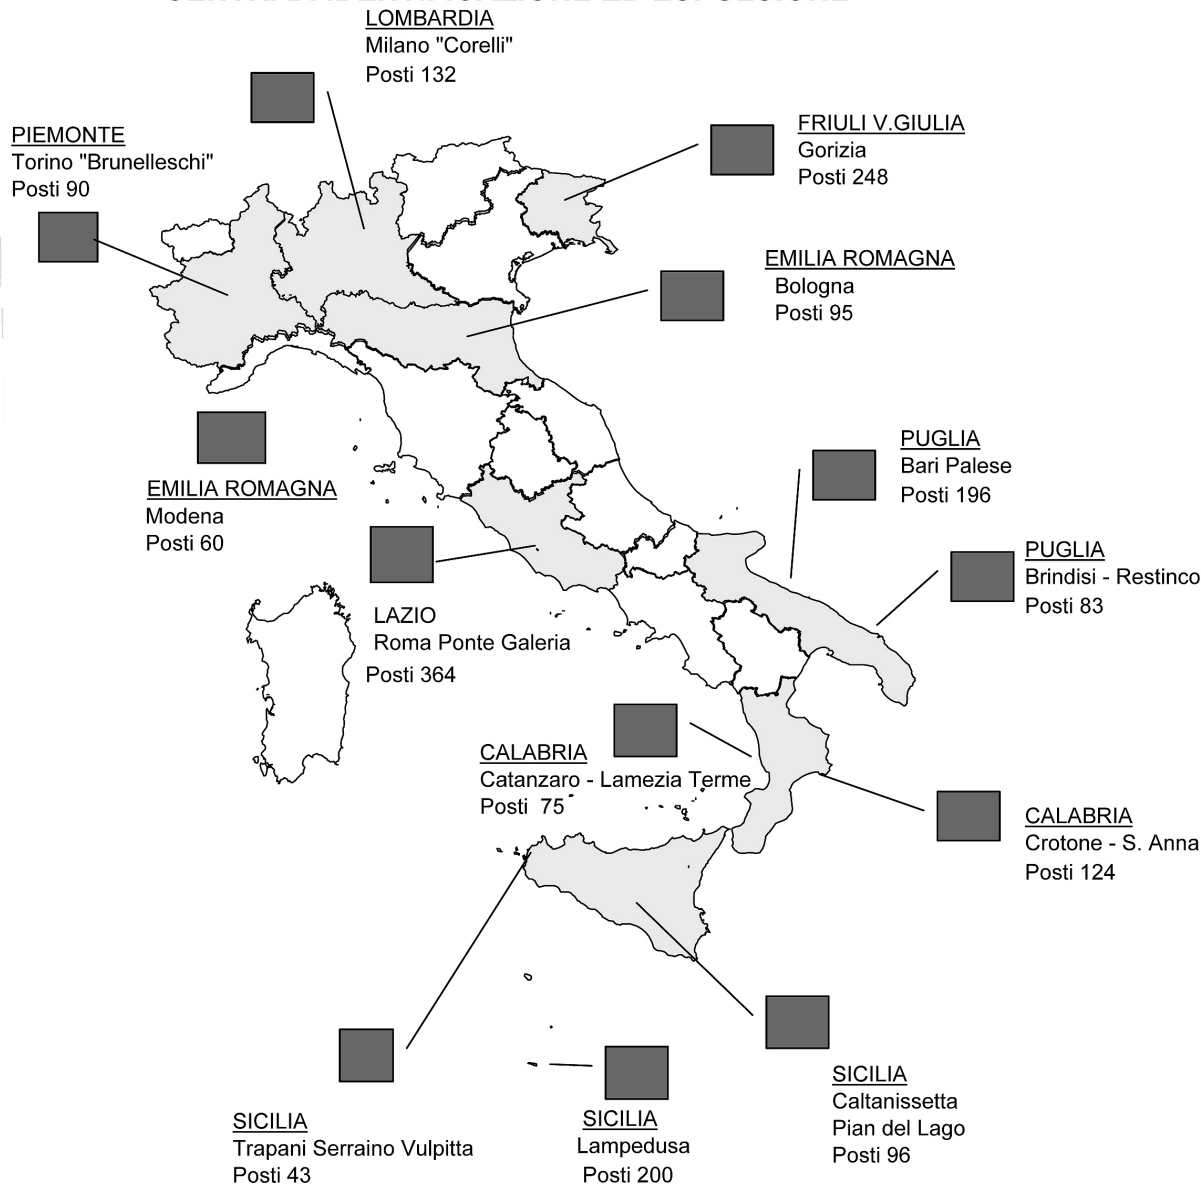 LOMBARDIA
Milano "Corelli"
Posti 132
PIEMONTE
Torino "Brunelleschi"
Posti 90
FRIULI V.GIULIA
Gorizia
Posti 248
EMILIA ROMAGNA
Bologna
Posti 95
PUGLIA
Bari Palese
Posti 196
EMILIA ROMAGNA
Modena
Posti 60
PUGLIA
Brindisi - Restinco
Posti 83
LAZIO
Roma Ponte Galeria
Posti 364
CALABRIA
Catanzaro - Lamezia Terme
Posti 75
CALABRIA
Crotone - S. Anna
Posti 124
SICILIA
Caltanissetta
Pian del Lago
Posti 96
SICILIA
Trapani Serraino Vulpitta
Posti 43
SICILIA
Lampedusa
Posti 200